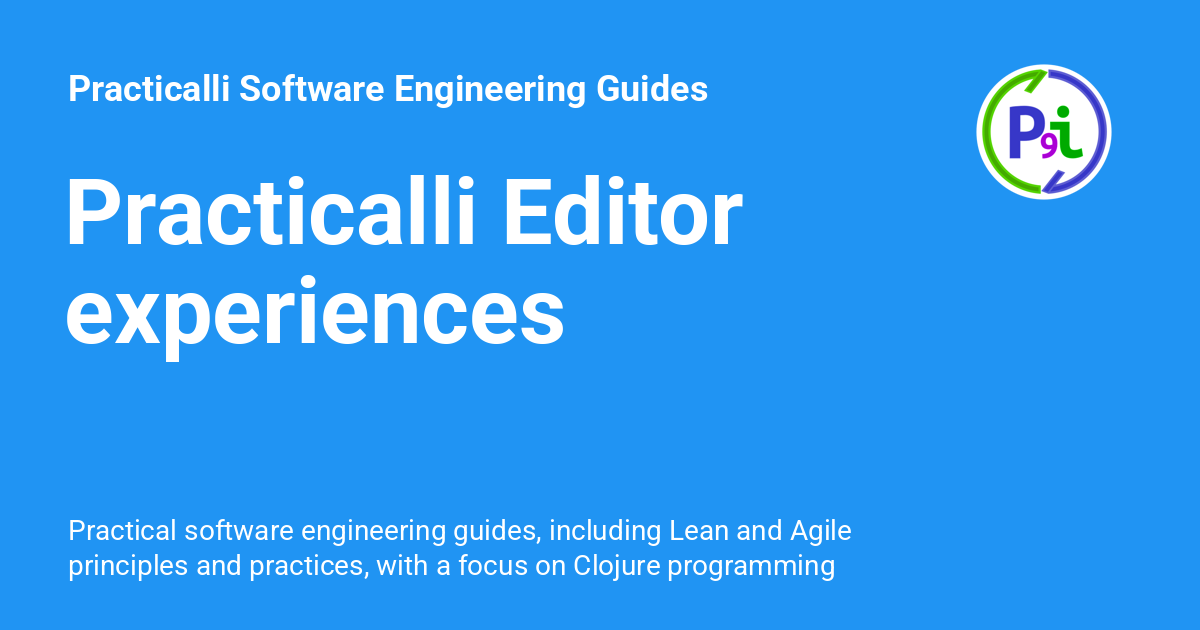 Practicalli Software Engineering Guides
P9i
Practicalli Editor
experiences
Practical software engineering guides, including Lean and Agile
principles and practices, with a focus on Clojure programming